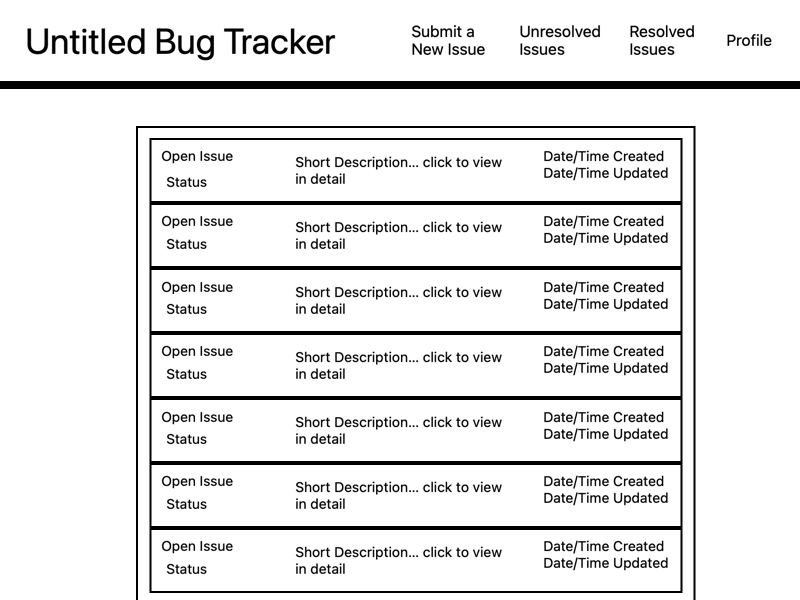 Untitled Bug Tracker
Submit a
New Issue
Unresolved
Issues
Resolved
Issues
Profile
Open Issue
Status
Short Description... click to view
in detail
Date/Time Created
Date/Time Updated
Open Issue
Status
Short Description... click to view
in detail
Date/Time Created
Date/Time Updated
Open Issue
Status
Short Description... click to view
in detail
Date/Time Created
Date/Time Updated
Open Issue
Status
Short Description... click to view
in detail
Date/Time Created
Date/Time Updated
Open Issue
Status
Short Description... click to view
in detail
Date/Time Created
Date/Time Updated
Open Issue
Status
Short Description... click to view
in detail
Date/Time Created
Date/Time Updated
Open Issue
Status
Short Description... click to view
in detail
Date/Time Created
Date/Time Updated